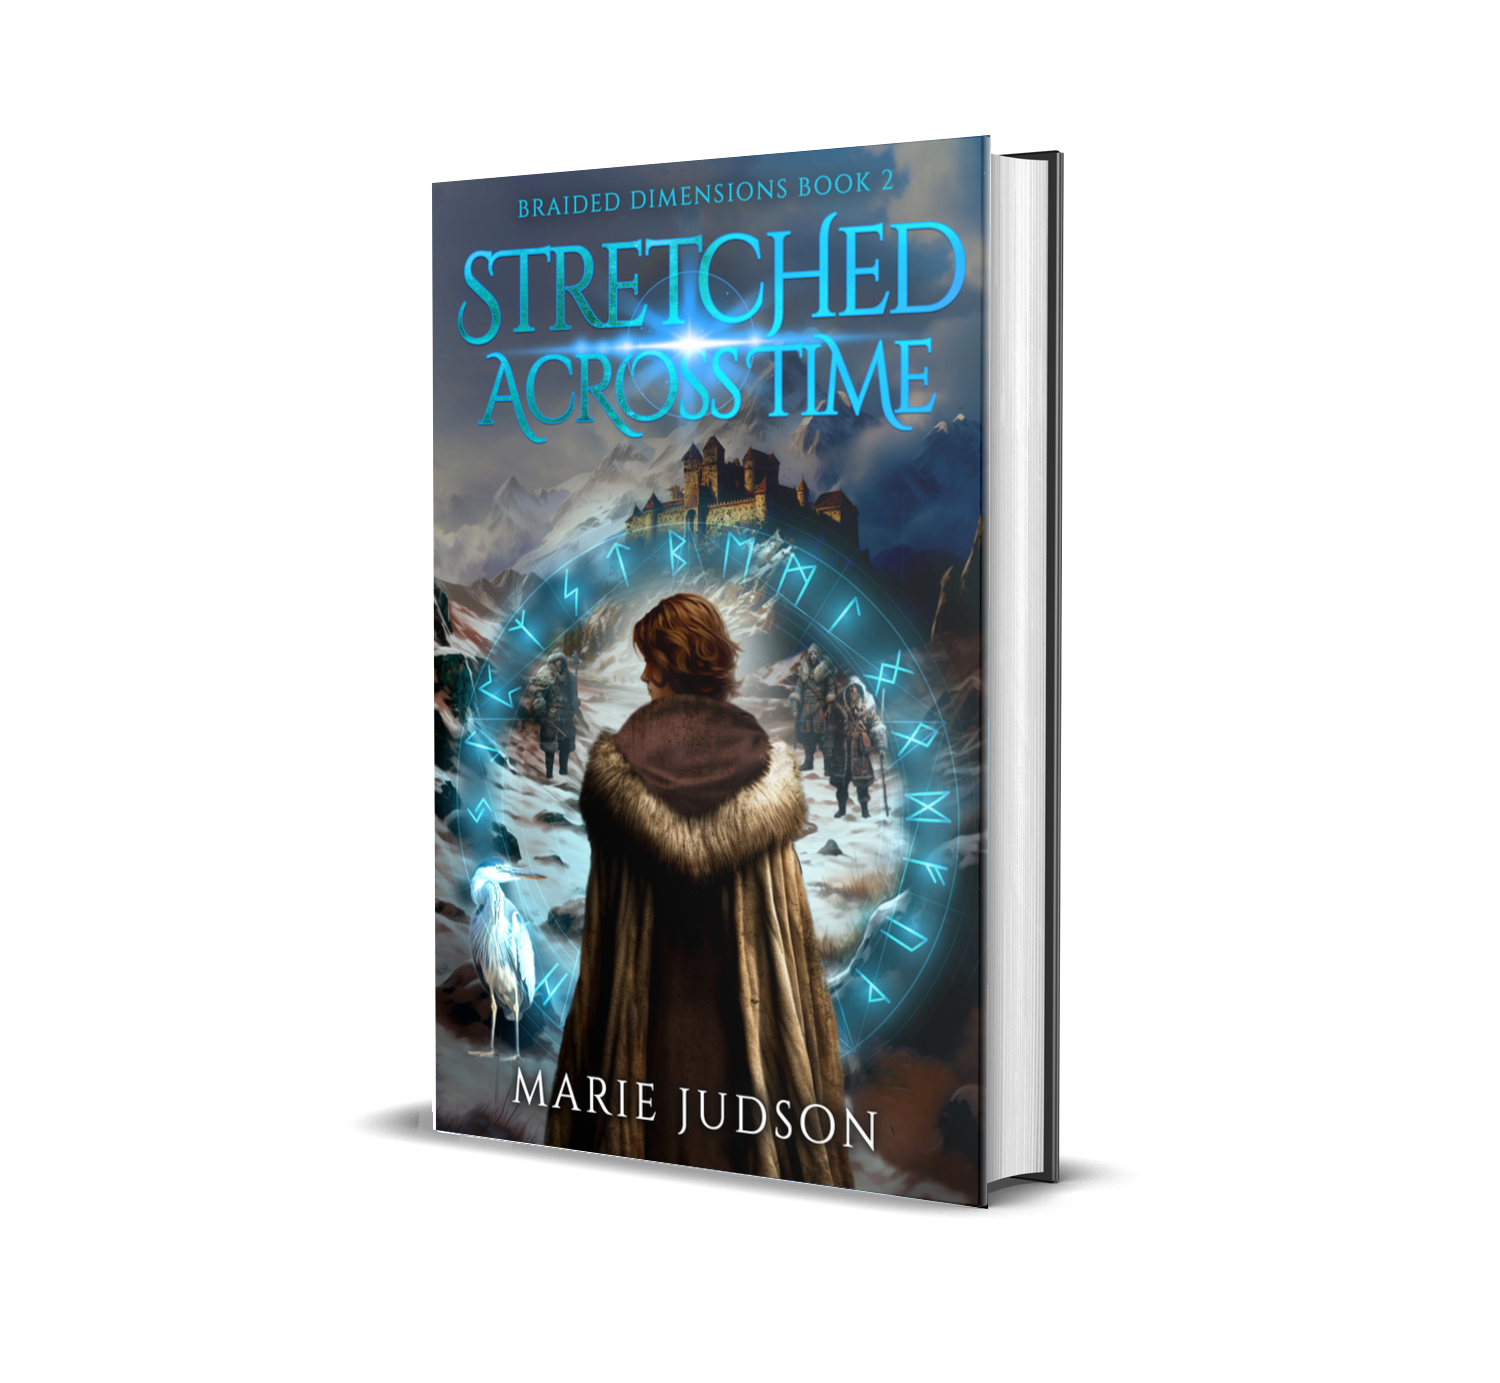 BRAIDED DIMENSIONS BOOK 2
STRETCHED
ACROSS TIME
MARIE JUDSON